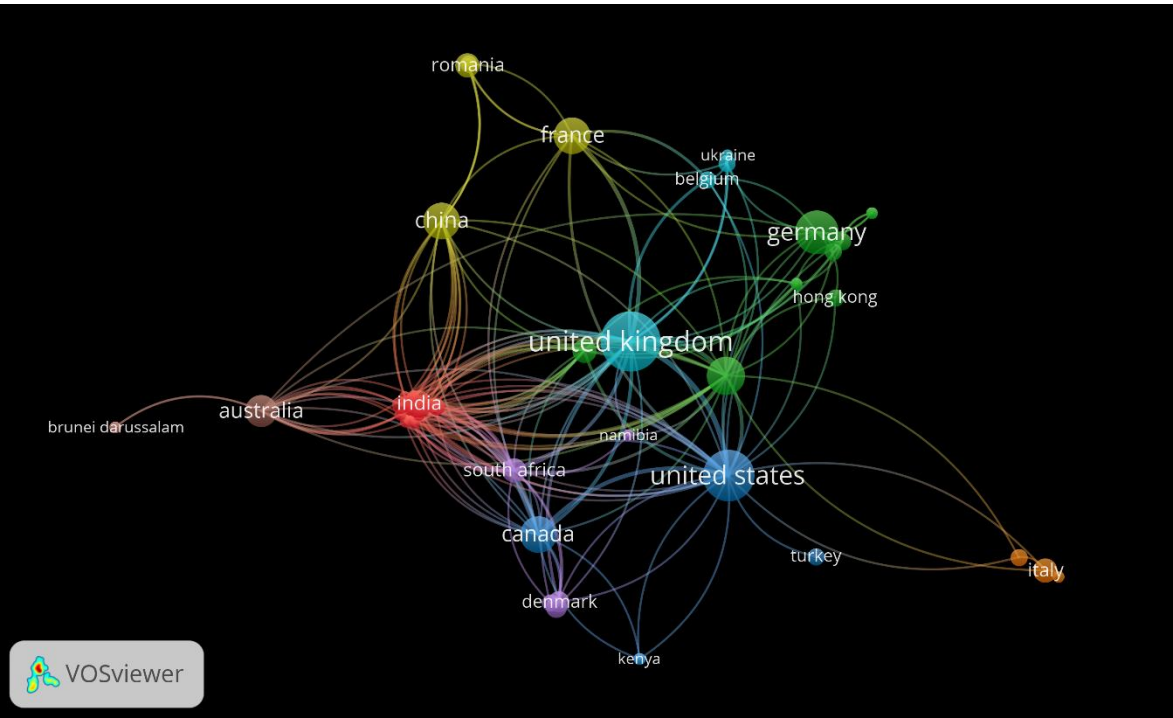 romania
france
ukraine
belgium
china
germany
hong kong
united kingdom
india
australia
brunei darussalam
namibia
south africa
united states
canada
turkey
italy
denmark
kenya
VOSviewer